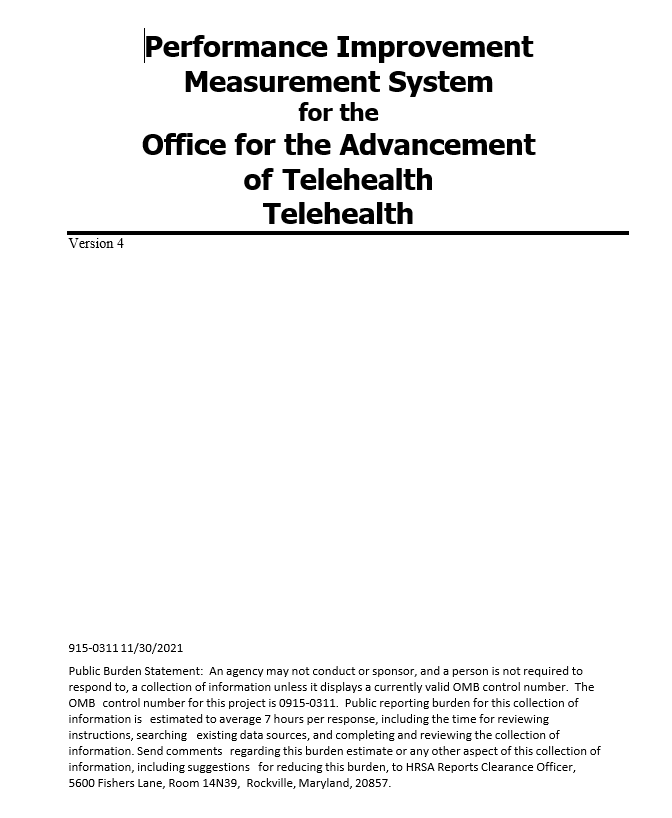 Performance Improvement
Measurement System
for the
Office for the Advancement
of Telehealth
Telehealth
Version 4
915-0311 11/30/2021
Public Burden Statement: An agency may not conduct or sponsor, and a person is not required to
respond to, a collection of information unless it displays a currently valid OMB control number. The
OMB control number for this project is 0915-0311. Public reporting burden for this collection of
information is estimated to average 7 hours per response, including the time for reviewing
instructions, searching existing data sources, and completing and reviewing the collection of
information. Send comments regarding this burden estimate or any other aspect of this collection of
information, including suggestions for reducing this burden, to HRSA Reports Clearance Officer,
5600 Fishers Lane, Room 14N39, Rockville, Maryland, 20857.